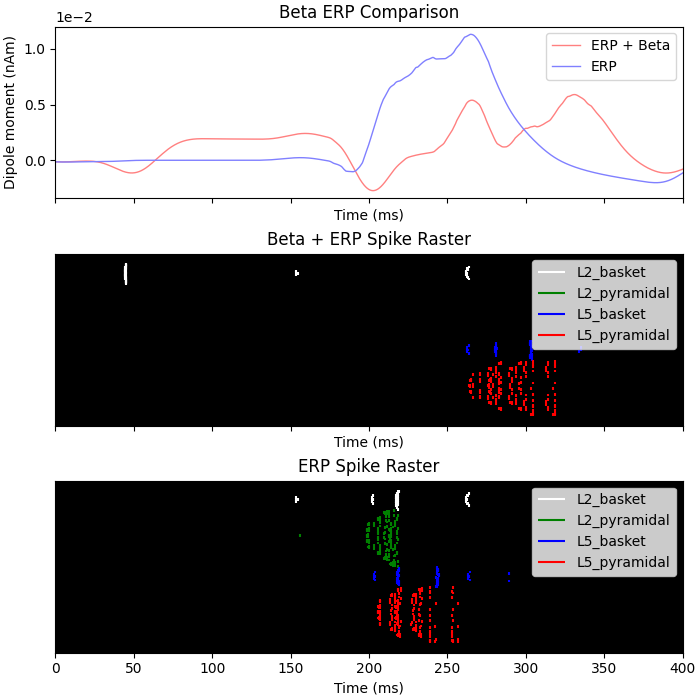 Beta ERP Comparison
1e−2
Dipole moment (nAm)
1.0
0.5
0.0
ERP + Beta
ERP
Time (ms)
Beta + ERP Spike Raster
L2_basket
L2_pyramidal
L5_basket
L5_pyramidal
Time (ms)
ERP Spike Raster
L2_basket
L2_pyramidal
L5_basket
L5_pyramidal
0 50 100 150 200 250 300 350 400
Time (ms)